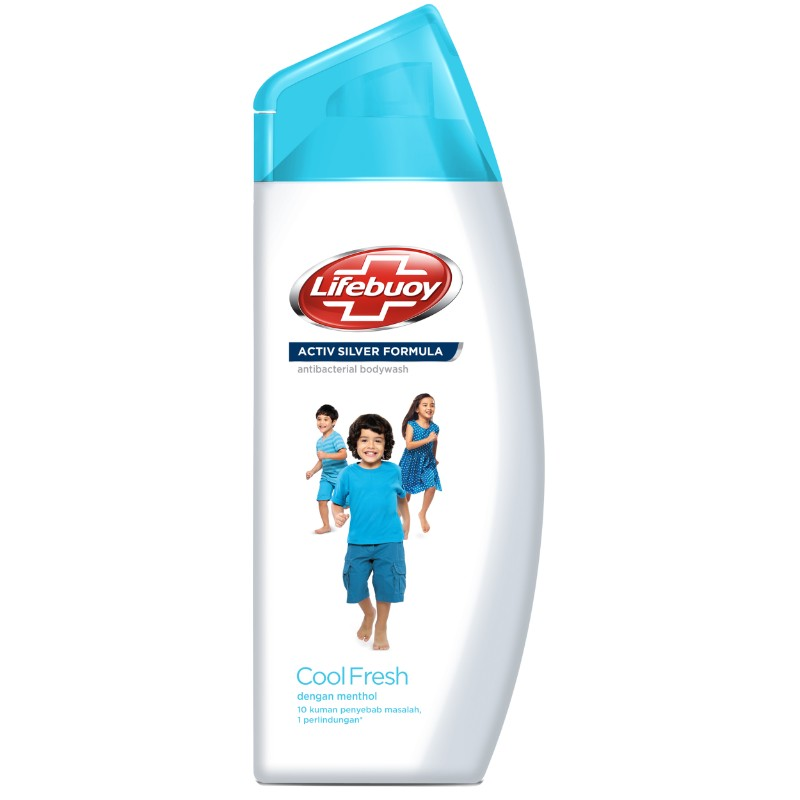 Lifebuoy
ACTIV SILVER FORMULA
antibacterial bodywash
Cool Fresh
dengan menthol
10 kuman penyebab masalah,
1 perlindungan*